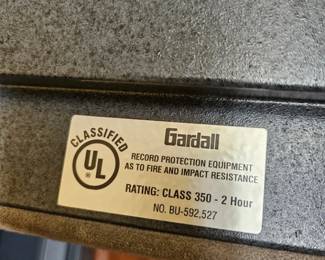 CLASSIFIED
UL
®
Gardall
RECORD PROTECTION EQUIPMENT
AS TO FIRE AND IMPACT RESISTANCE
RATING: CLASS 350 - 2 Hour
NO. BU-592,527